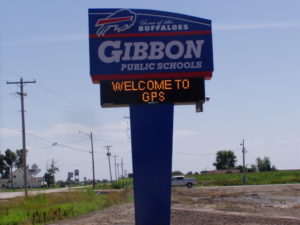 Home of the
BUFFALOES
GIBBON
PUBLIC SCHOOLS
WELCOME TO
GPS